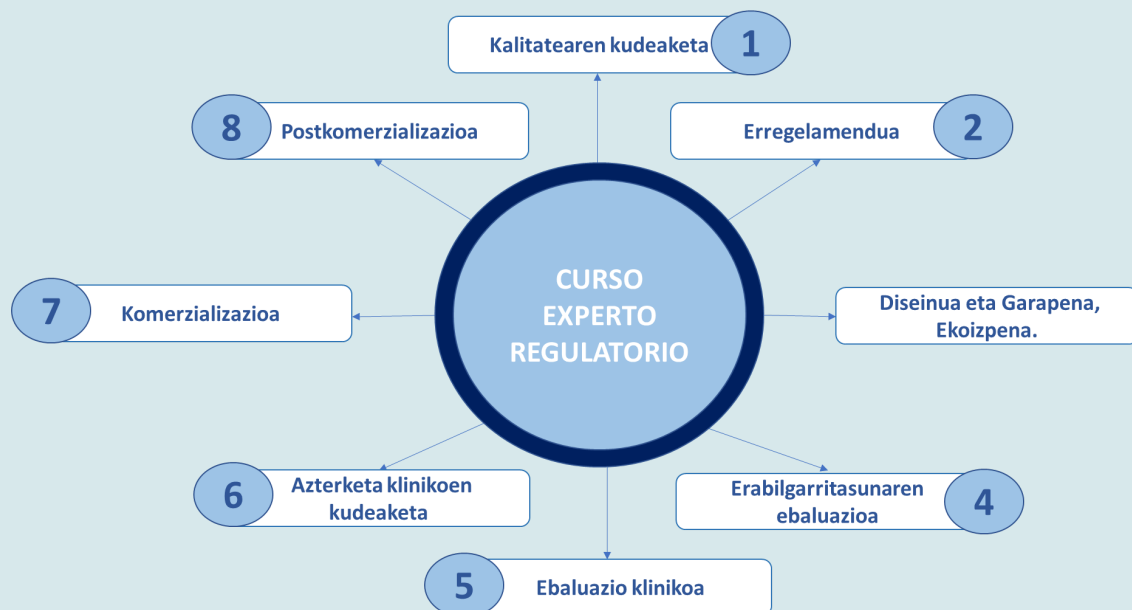 Kalitatearen kudeaketa
1
Erregelamendua
2
Diseinua eta Garapena,
Ekoizpena.
Erabilgarritasunaren
ebaluazioa
4
Ebaluazio klinikoa
5
Azterketa klinikoen
kudeaketa
6
Komerzializazioa
7
Postkomerzializazioa
8
CURSO
EXPERTO
REGULATORIO